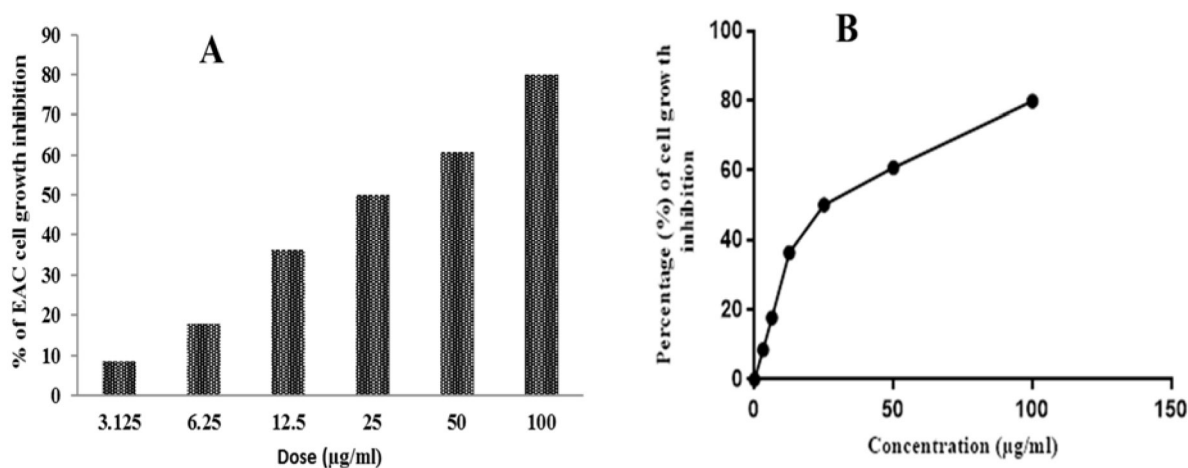 A
% of EAC cell growth inhibition
90
80
70
60
50
40
30
20
10
0
3.125 6.25 12.5 25 50 100
Dose (µg/ml)
B
Percentage (%) of cell growth
inhibition
100
80
60
40
20
0
0 50 100 150
Concentration (µg/ml)